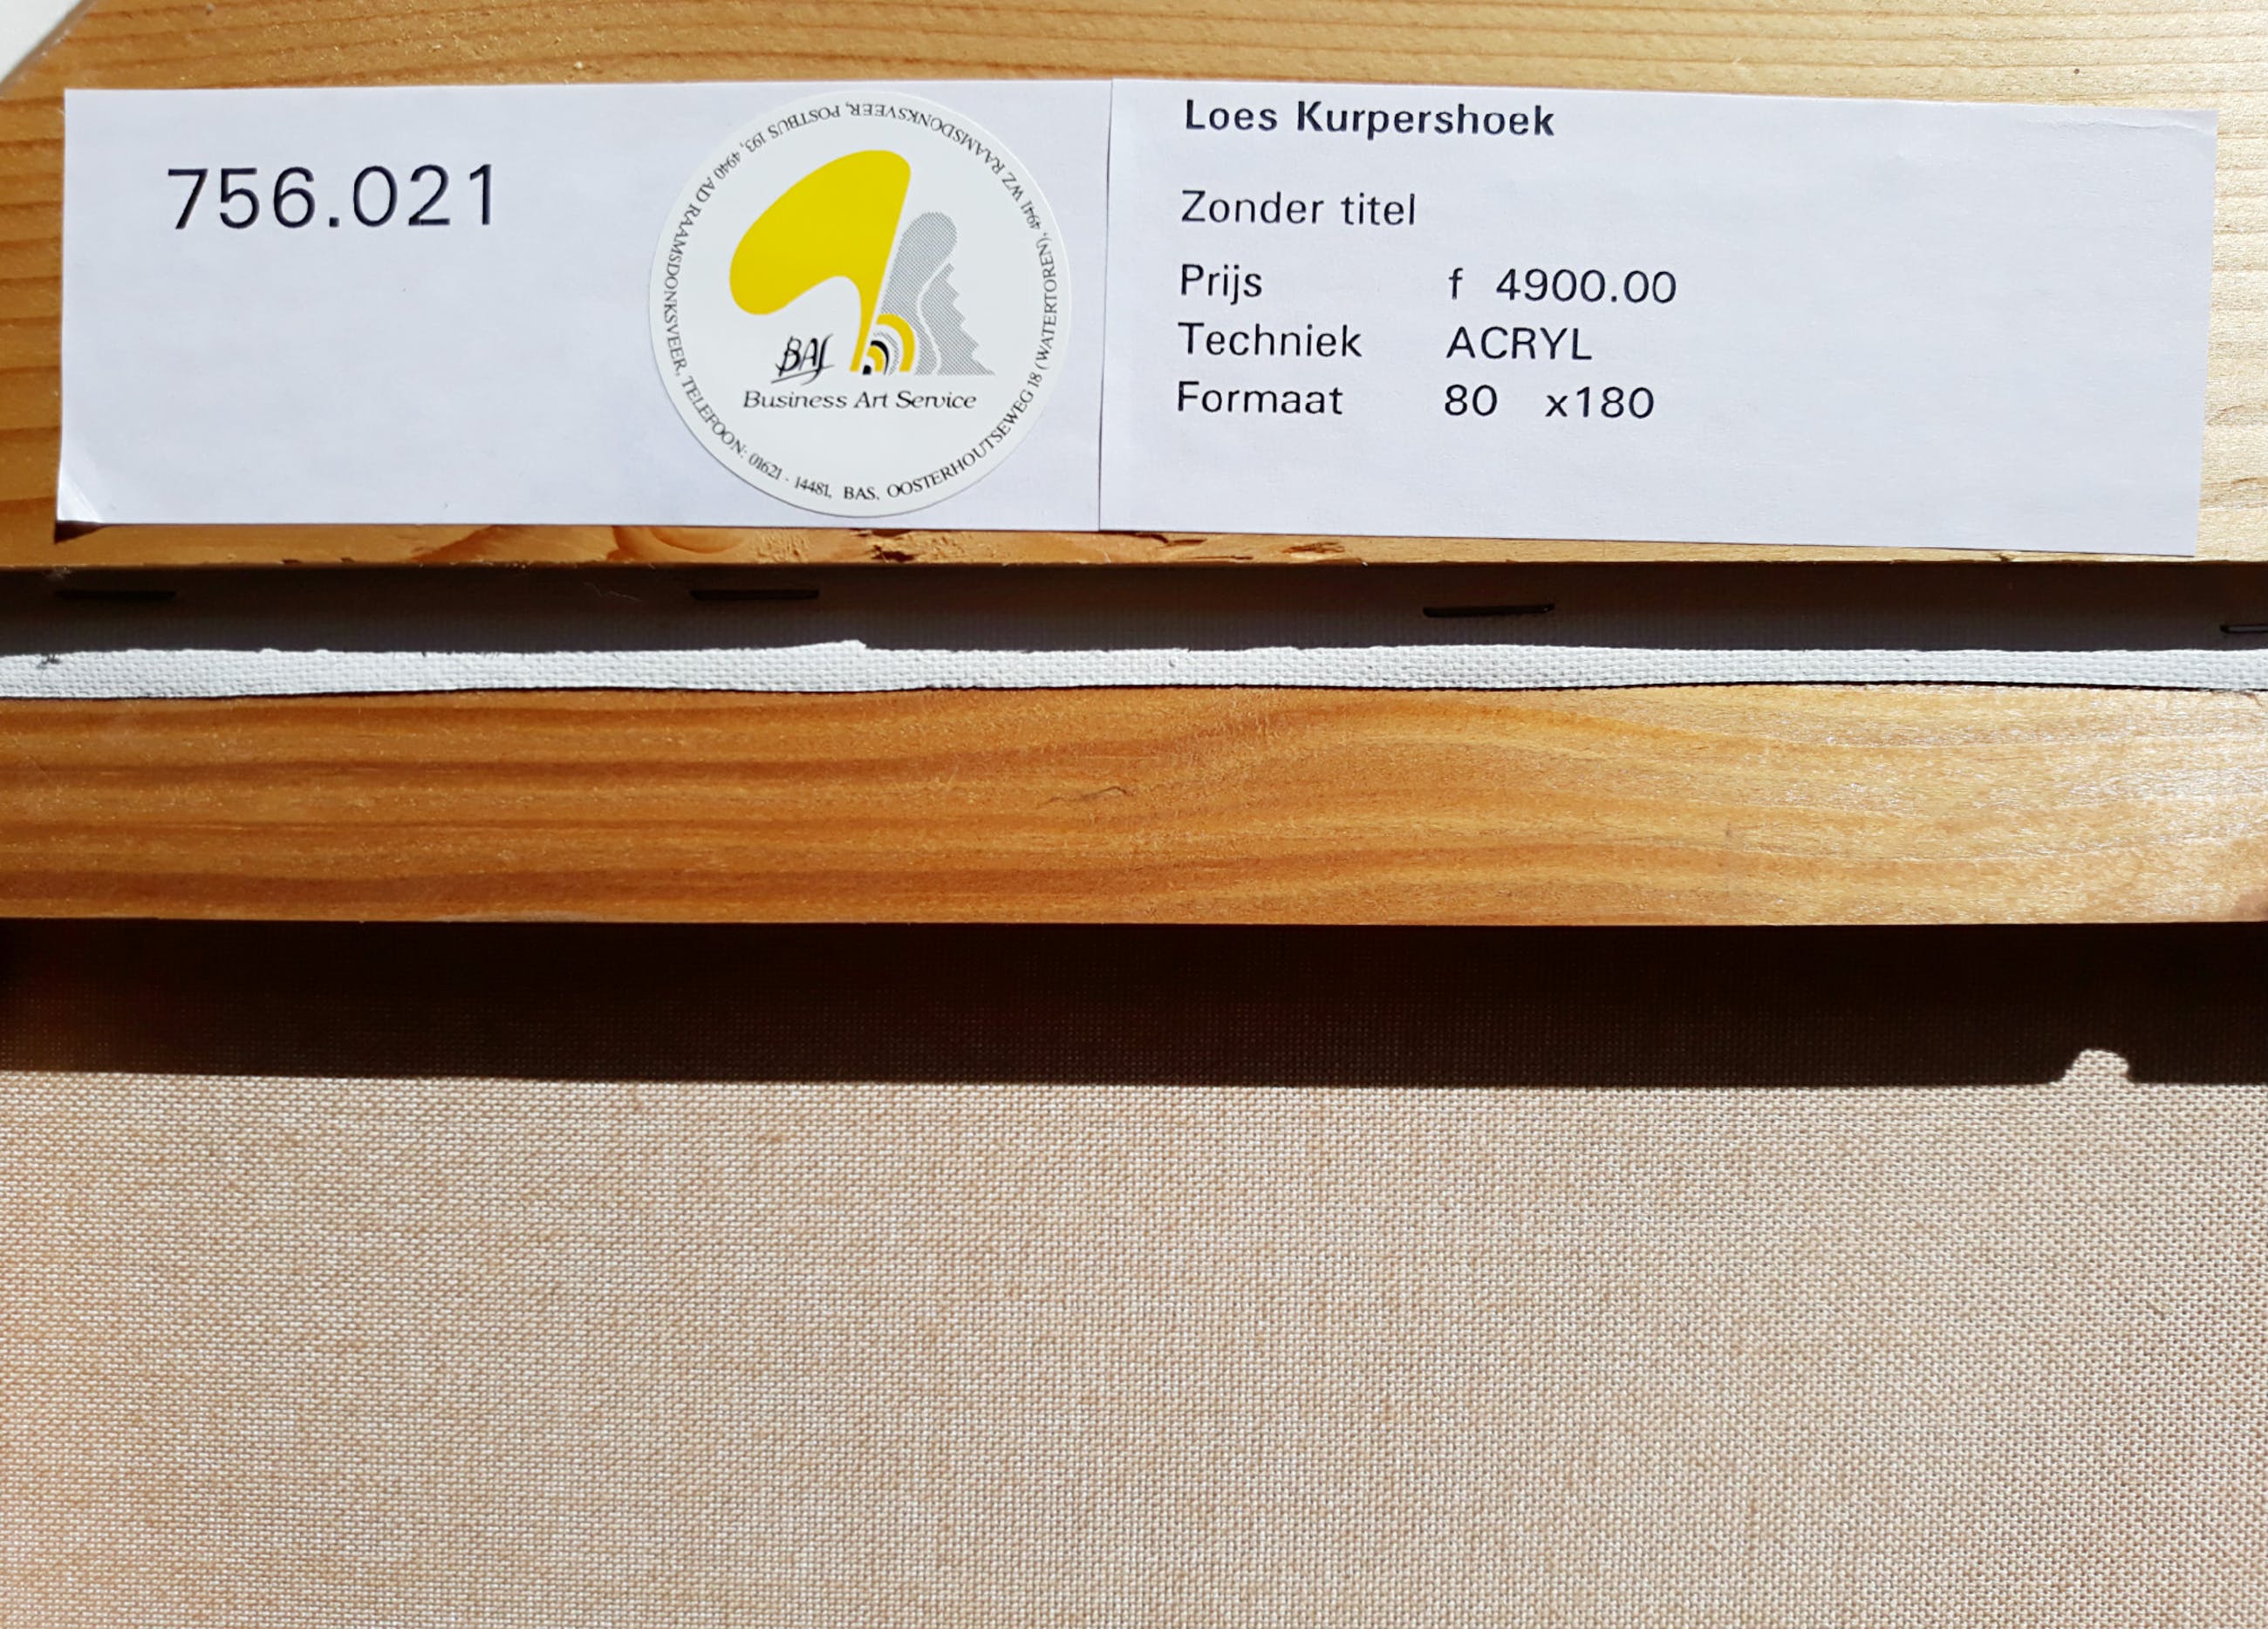 756.021
BAS
Business Art Service
BAS, OOSTERHOUTSEWEG 18 (WATERTOREN), 4941 WZ RAAMSDONKSVEER, POSTBUS 193, 4940 AD RAAMSDONKSVEER, TELEFOON: 01621 - 14481,
Loes Kurpershoek
Zonder titel
Prijs f 4900.00
Techniek ACRYL
Formaat 80 x180